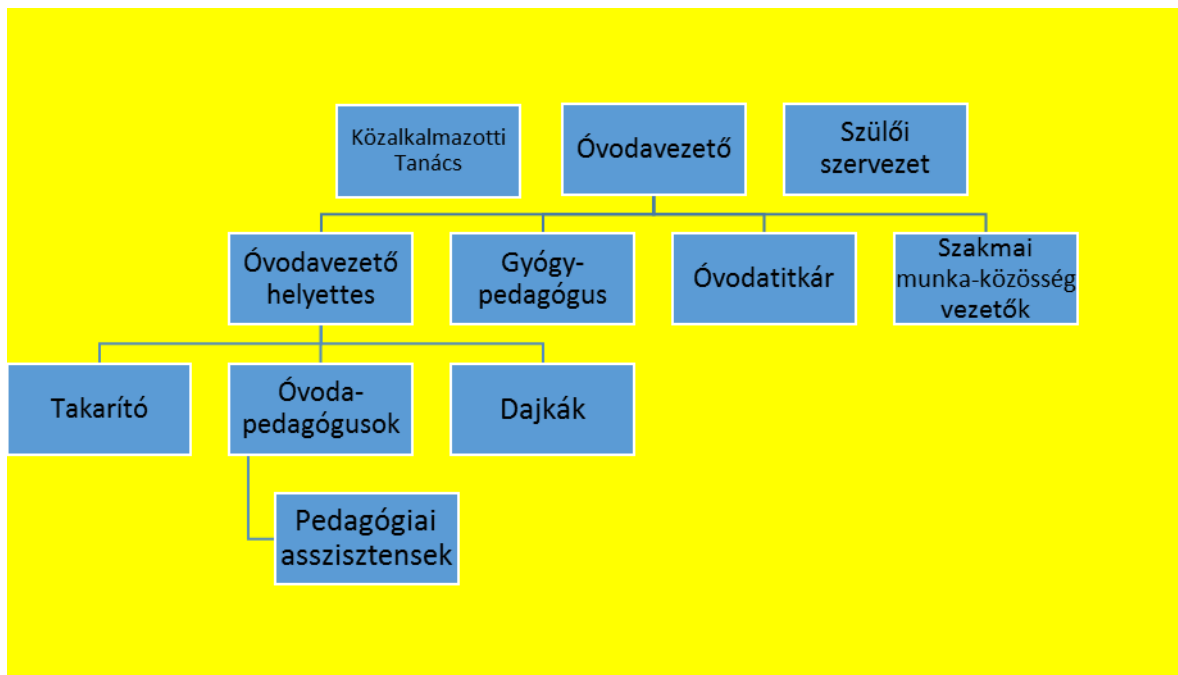 Közalkalmazotti
Tanács
Óvodavezető
Szülői
szervezet
Óvodavezető
helyettes
Gyógy-
pedagógus
Óvodatitkár
Szakmai
munka-közösség
vezetők
Takarító
Óvoda-
pedagógusok
Dajkák
Pedagógiai
asszisztensek